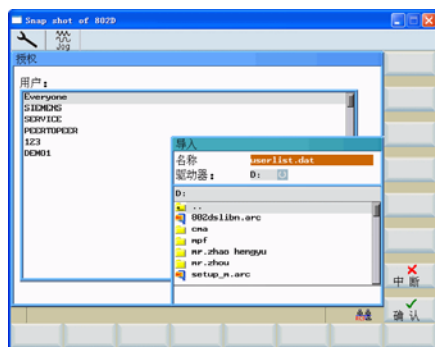 Snap shot of 802D
Jog
授权
用户:
Everyone
SIEMENS
SERVICE
PEERTOPEER
123
DEMO1
导入
名称 userlist.dat
驱动器: D:
D:
..
802dslibn.arc
cma
mpf
mr.zhao hengyu
mr.zhou
setup_m.arc
中断
确认